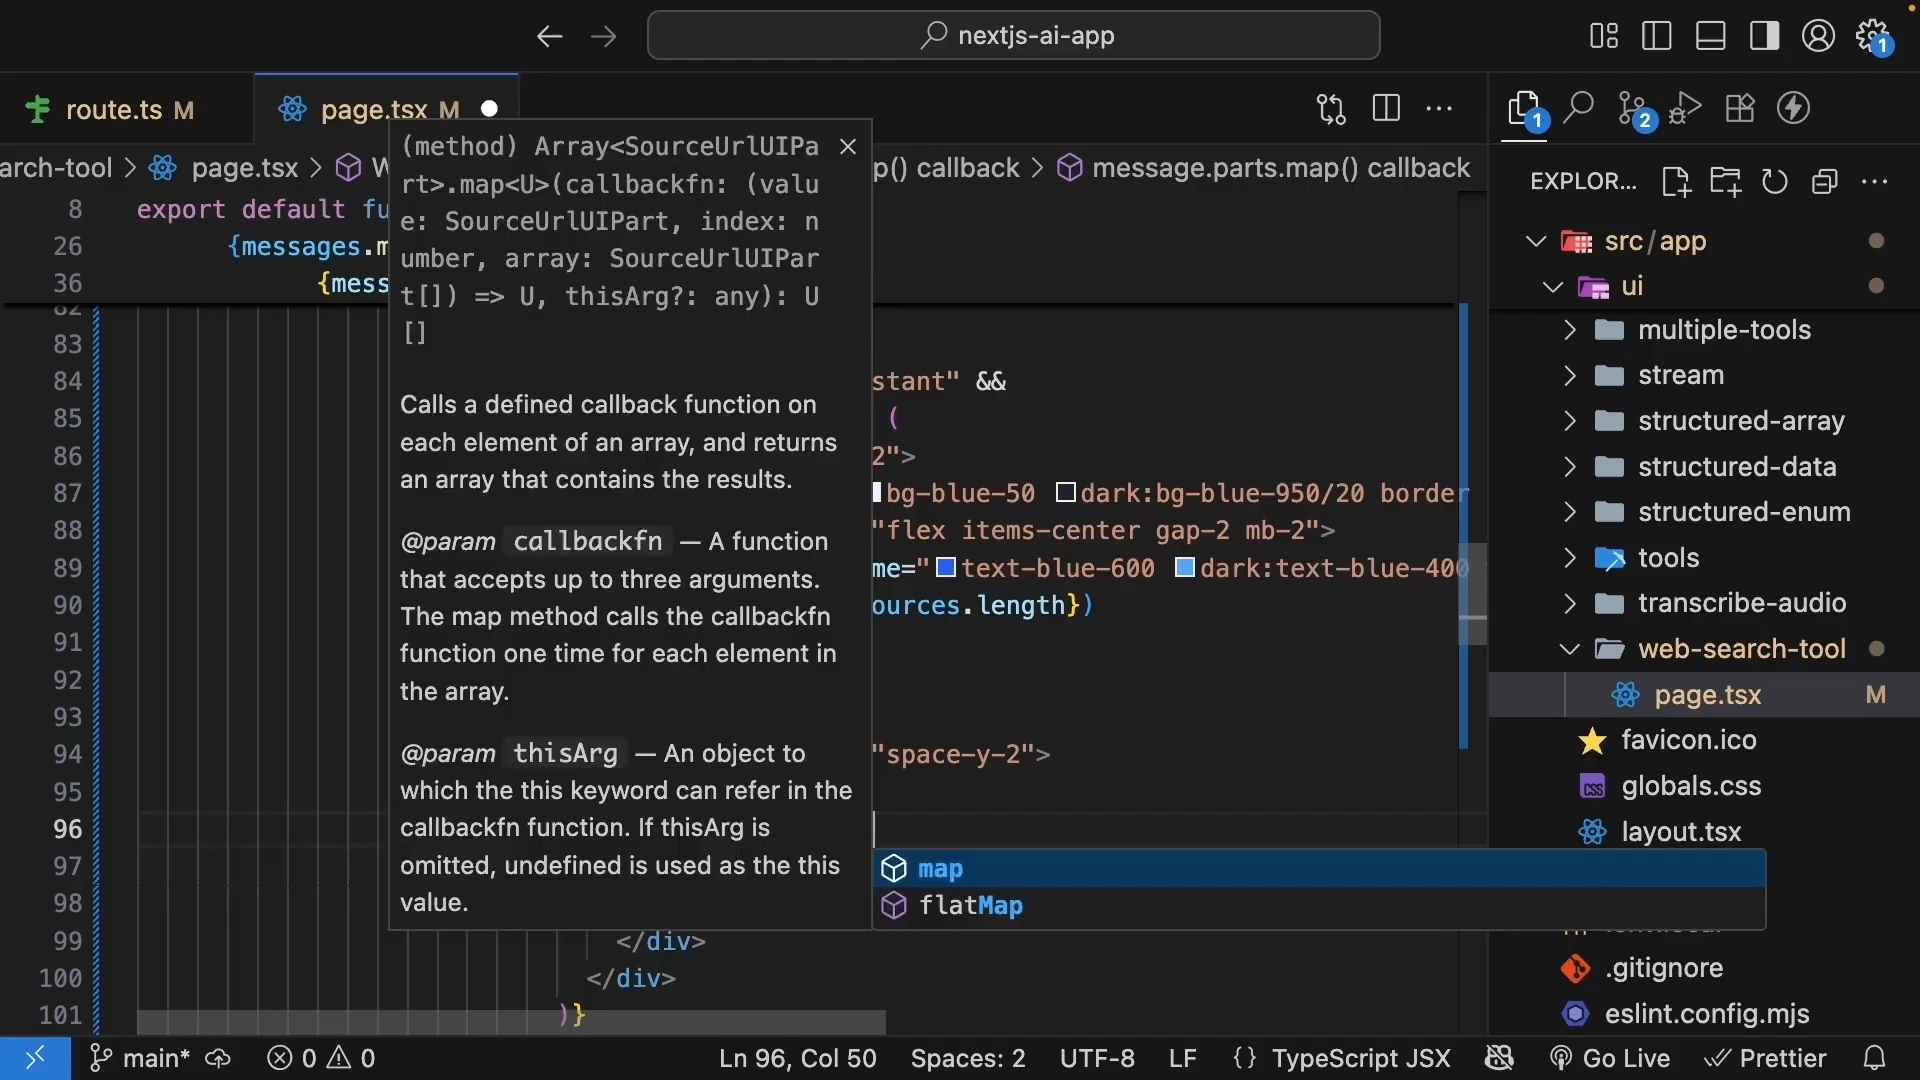 nextjs-ai-app
1
route.ts M
page.tsx M
1
2
arch-tool > page.tsx > W
p() callback > message.parts.map() callback
EXPLOR...
8 export default fu
26 {messages.m
36 {mess
(method) Array<SourceUrlUIPa
rt>.map<U>(callbackfn: (valu
e: SourceUrlUIPart, index: n
umber, array: SourceUrlUIPar
t[]) => U, thisArg?: any): U
[]
Calls a defined callback function on
each element of an array, and returns
an array that contains the results.
@param callbackfn — A function
that accepts up to three arguments.
The map method calls the callbackfn
function one time for each element in
the array.
@param thisArg — An object to
which the this keyword can refer in the
callbackfn function. If thisArg is
omitted, undefined is used as the this
value.
82
83
84 stant" &&
85 (
86 2">
87 bg-blue-50 dark:bg-blue-950/20 border
88 "flex items-center gap-2 mb-2">
89 me="text-blue-600 dark:text-blue-400
90 ources.length})
91
92
93
94 "space-y-2">
95
96
97
98
99 </div>
100 </div>
101 )}
map
flatMap
src/app
ui
multiple-tools
stream
structured-array
structured-data
structured-enum
tools
transcribe-audio
web-search-tool
page.tsx M
favicon.ico
globals.css
layout.tsx
.gitignore
eslint.config.mjs
main* 0 0
Ln 96, Col 50 Spaces: 2 UTF-8 LF {} TypeScript JSX Go Live Prettier